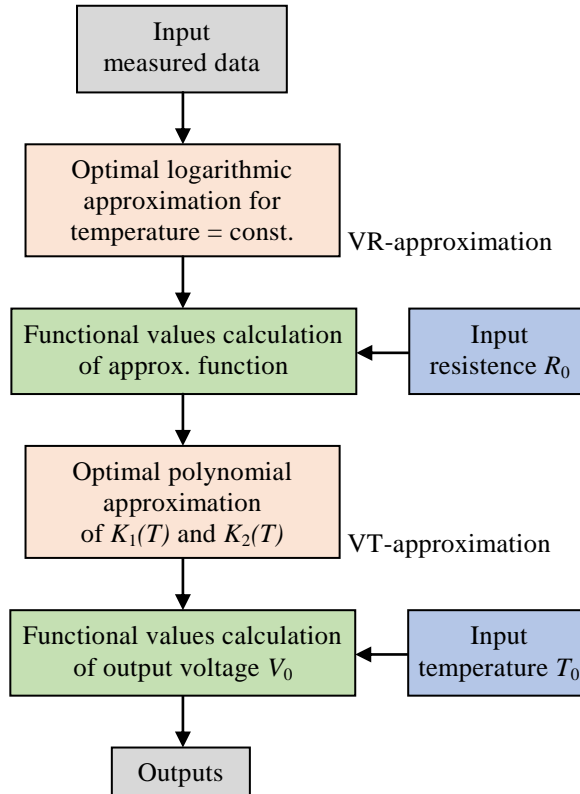 Input
measured data
Optimal logarithmic
approximation for
temperature = const.
VR-approximation
Functional values calculation
of approx. function
Input
resistence R₀
Optimal polynomial
approximation
of K₁(T) and K₂(T)
VT-approximation
Functional values calculation
of output voltage V₀
Input
temperature T₀
Outputs